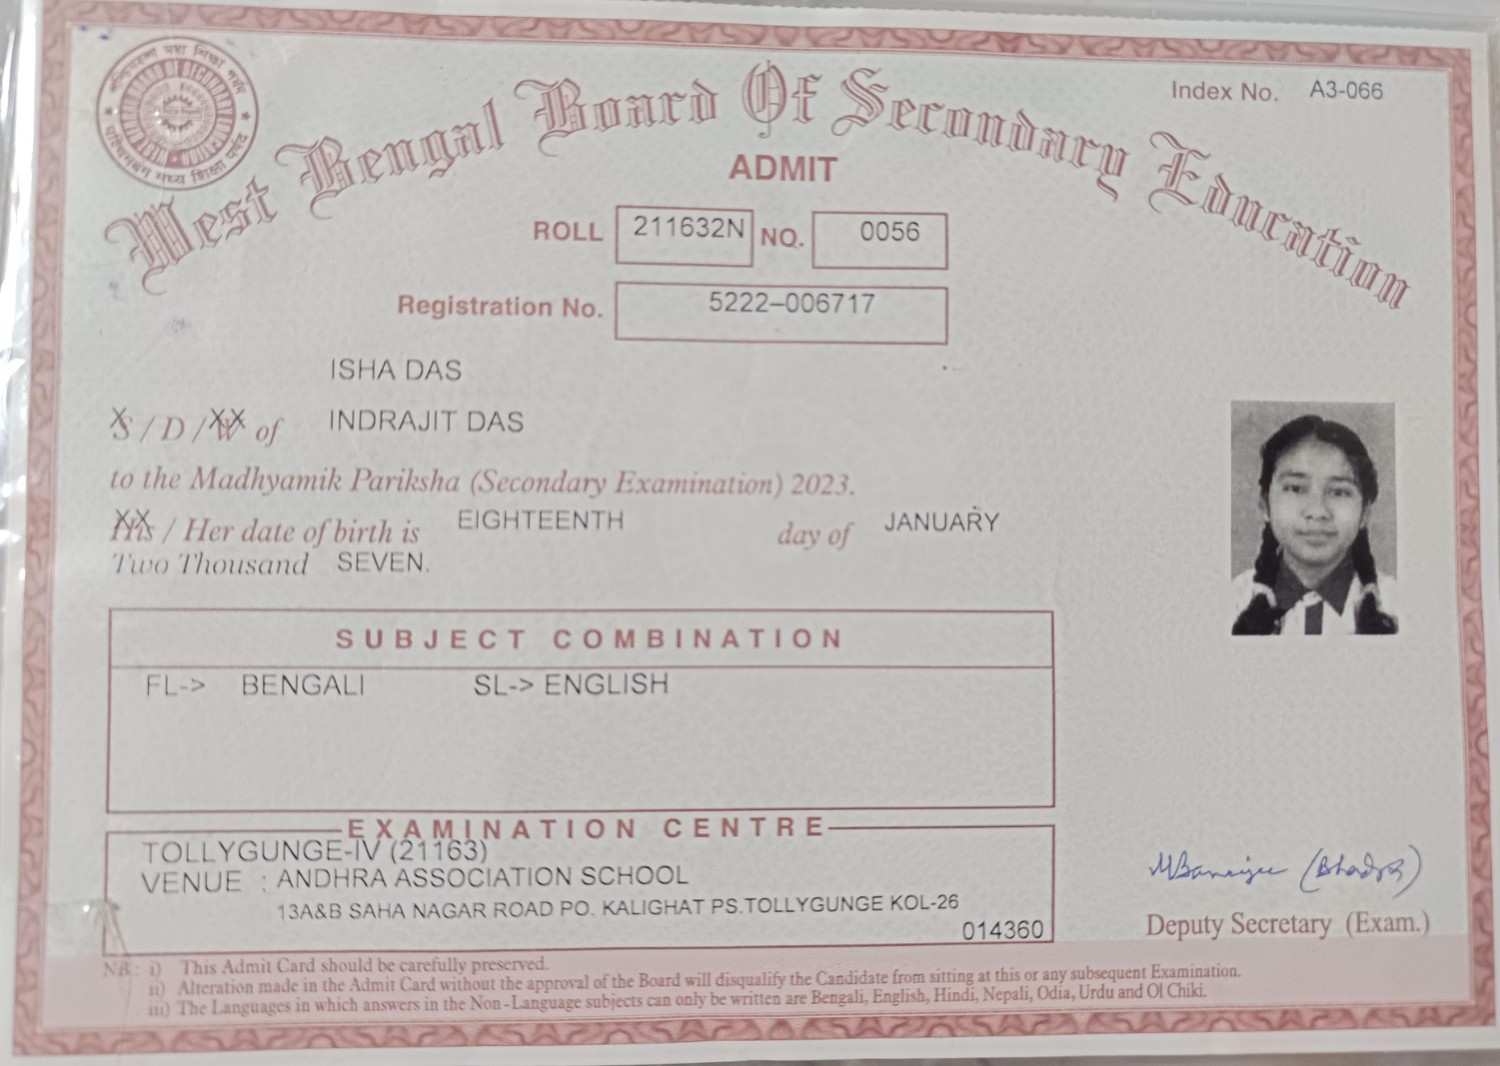 Index No. A3-066
West Bengal Board Of Secondary Education
ADMIT
ROLL 211632N NO. 0056
Registration No. 5222–006717
ISHA DAS
S / D / W of INDRAJIT DAS
to the Madhyamik Pariksha (Secondary Examination) 2023.
His / Her date of birth is EIGHTEENTH day of JANUARY
Two Thousand SEVEN.
SUBJECT COMBINATION
FL-> BENGALI SL-> ENGLISH
EXAMINATION CENTRE
TOLLYGUNGE-IV (21163)
VENUE : ANDHRA ASSOCIATION SCHOOL
13A&B SAHA NAGAR ROAD PO. KALIGHAT PS.TOLLYGUNGE KOL-26
014360
Deputy Secretary (Exam.)
NB: i) This Admit Card should be carefully preserved.
ii) Alteration made in the Admit Card without the approval of the Board will disqualify the Candidate from sitting at this or any subsequent Examination.
iii) The Languages in which answers in the Non-Language subjects can only be written are Bengali, English, Hindi, Nepali, Odia, Urdu and Ol Chiki.